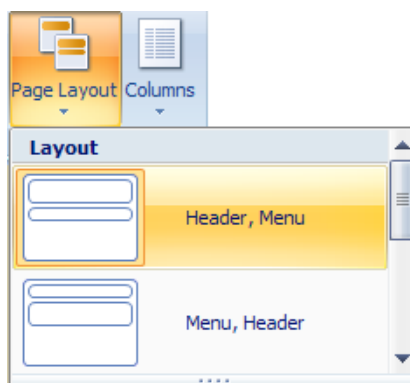 Page Layout Columns
Layout
Header, Menu
Menu, Header